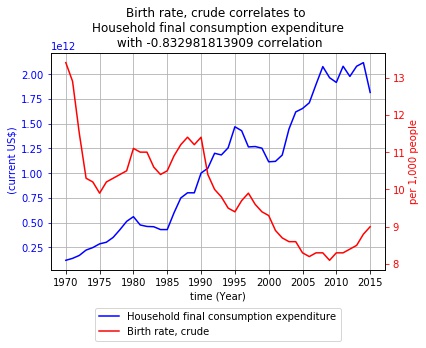 Birth rate, crude correlates to
Household final consumption expenditure
with -0.832981813909 correlation
1e12
2.00
1.75
1.50
1.25
1.00
0.75
0.50
0.25
(current US$)
13
12
11
10
9
8
per 1,000 people
1970 1975 1980 1985 1990 1995 2000 2005 2010 2015
time (Year)
Household final consumption expenditure
Birth rate, crude